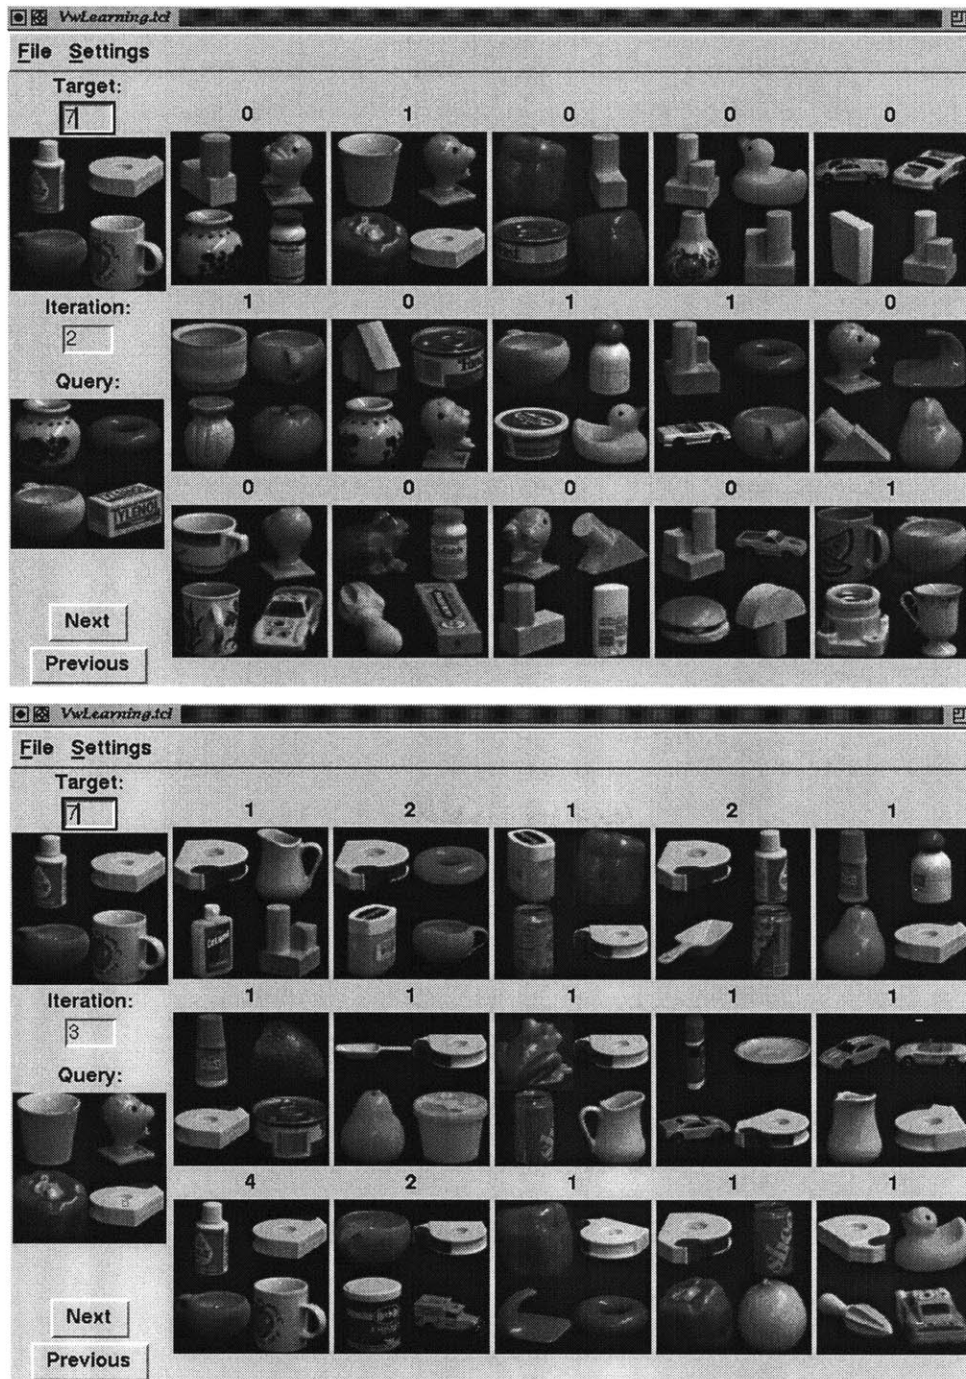 VwLearning.tcl
File Settings
Target:
7
0 1 0 0 0
Iteration:
1 0 1 1 0
2
Query:
TYLENOL
0 0 0 0 1
Next
Previous
VwLearning.tcl
File Settings
Target:
7
1 2 1 2 1
Iteration:
1 1 1 1 1
3
Query:
4 2 1 1 1
Next
Previous